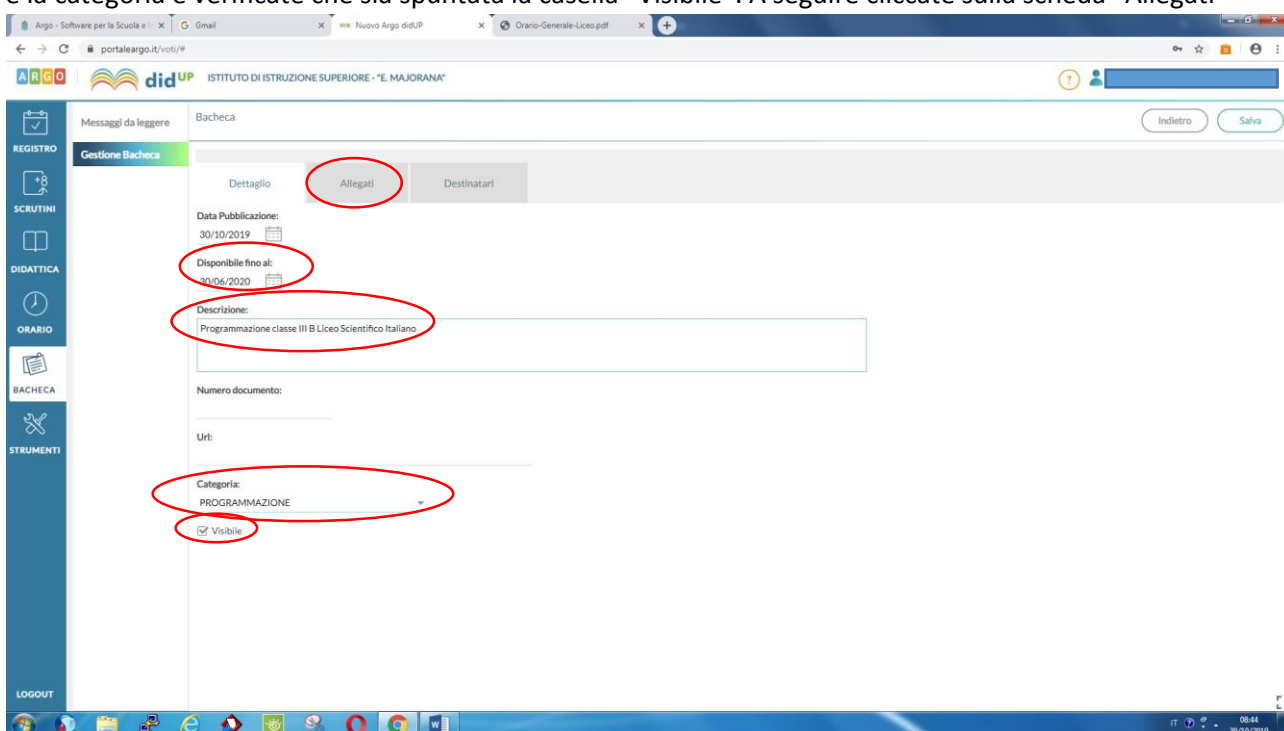 e la categoria e verificate che sia spuntata la casella "Visibile". A seguire cliccate sulla scheda "Allegati"
Argo - Software per la Scuola e l
Gmail
Nuovo Argo didUP
Orario-Generale-Liceo.pdf
portaleargo.it/voti/#
ARGO
didUP
ISTITUTO DI ISTRUZIONE SUPERIORE - "E. MAJORANA"
?
REGISTRO
SCRUTINI
DIDATTICA
ORARIO
BACHECA
STRUMENTI
LOGOUT
Messaggi da leggere
Gestione Bacheca
Bacheca
Indietro
Salva
Dettaglio
Allegati
Destinatari
Data Pubblicazione:
30/10/2019
Disponibile fino al:
30/06/2020
Descrizione:
Programmazione classe III B Liceo Scientifico Italiano
Numero documento:
Url:
Categoria:
PROGRAMMAZIONE
Visibile
IT
08:44
30/10/2019